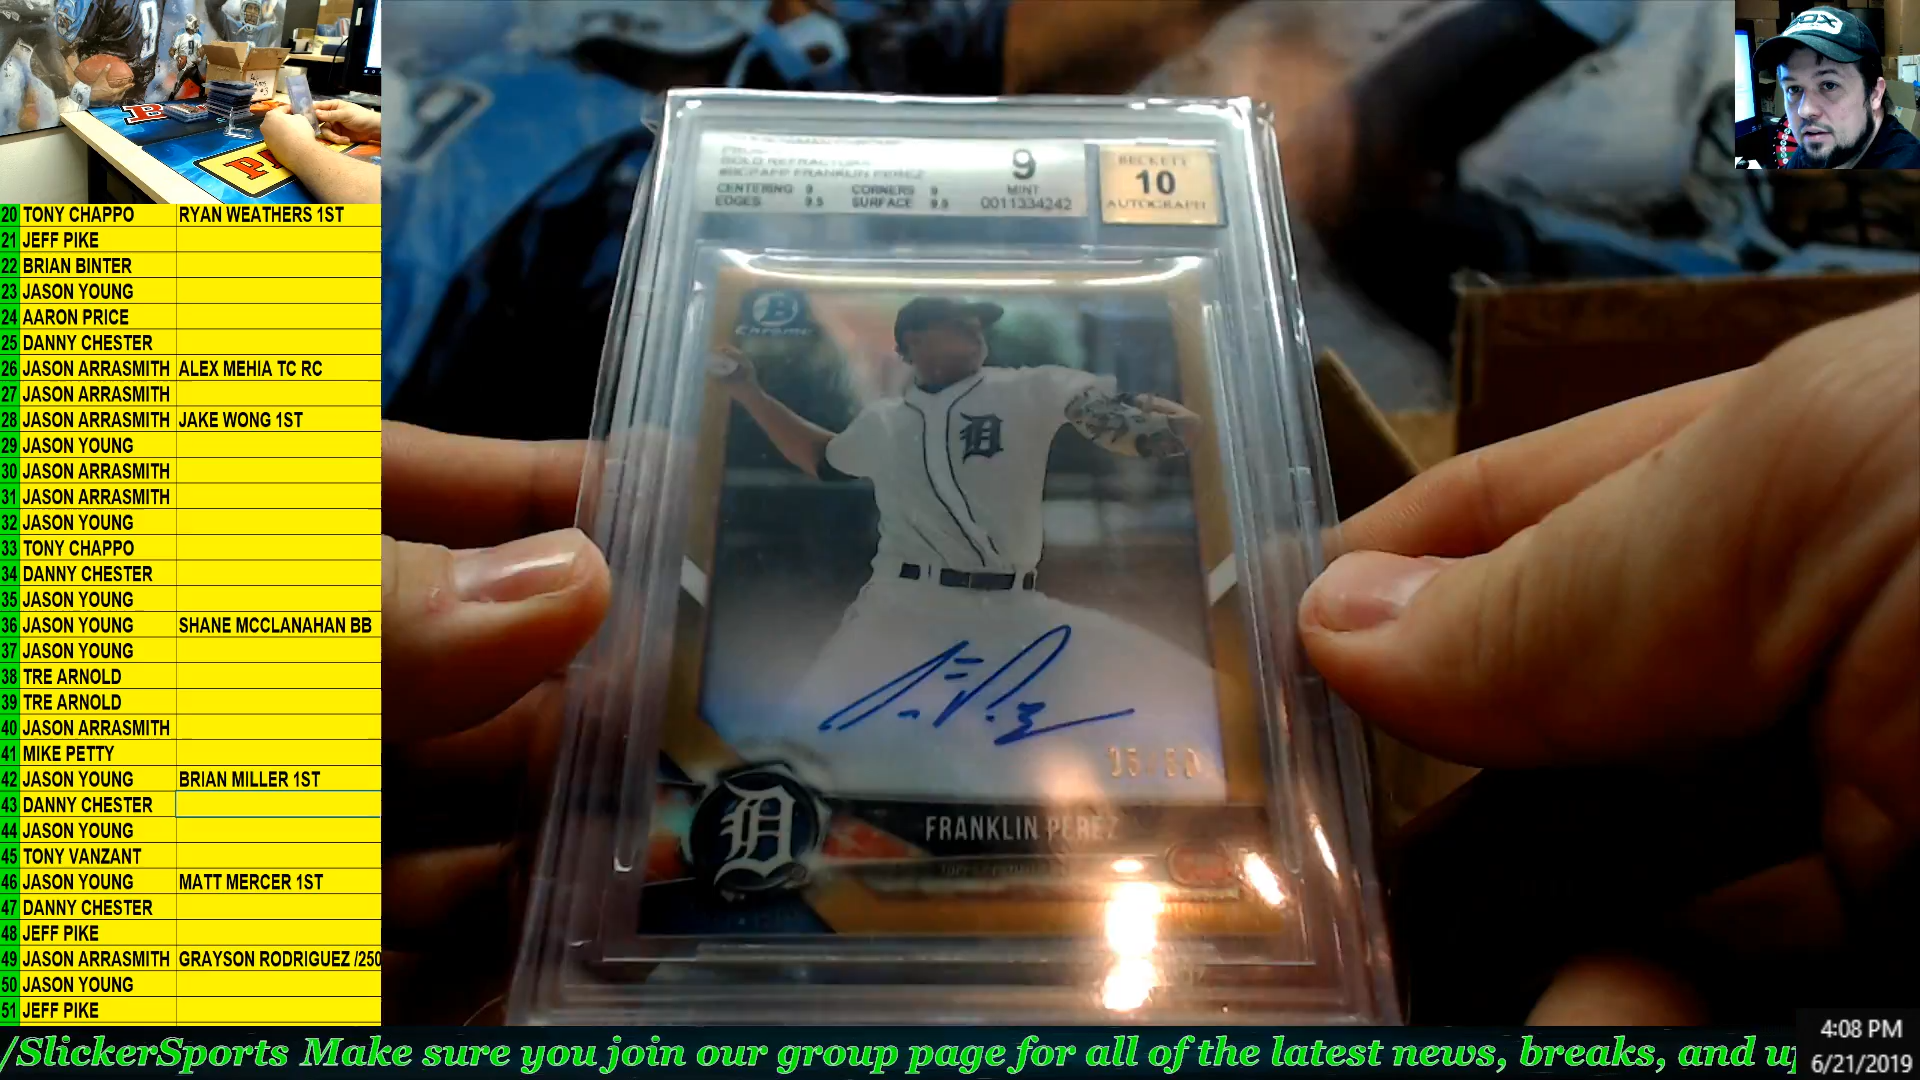 20 TONY CHAPPO RYAN WEATHERS 1ST
21 JEFF PIKE
22 BRIAN BINTER
23 JASON YOUNG
24 AARON PRICE
25 DANNY CHESTER
26 JASON ARRASMITH ALEX MEHIA TC RC
27 JASON ARRASMITH
28 JASON ARRASMITH JAKE WONG 1ST
29 JASON YOUNG
30 JASON ARRASMITH
31 JASON ARRASMITH
32 JASON YOUNG
33 TONY CHAPPO
34 DANNY CHESTER
35 JASON YOUNG
36 JASON YOUNG SHANE MCCLANAHAN BB
37 JASON YOUNG
38 TRE ARNOLD
39 TRE ARNOLD
40 JASON ARRASMITH
41 MIKE PETTY
42 JASON YOUNG BRIAN MILLER 1ST
43 DANNY CHESTER
44 JASON YOUNG
45 TONY VANZANT
46 JASON YOUNG MATT MERCER 1ST
47 DANNY CHESTER
48 JEFF PIKE
49 JASON ARRASMITH GRAYSON RODRIGUEZ /250
50 JASON YOUNG
51 JEFF PIKE
GOLD REFRACTORS
FRANKLIN PEREZ
CENTERING 9 CORNERS 9
EDGES 9.5 SURFACE 9.5
9
MINT
0011334242
BECKETT
10
AUTOGRAPH
B
Chrome
D
FRANKLIN PEREZ
D
/SlickerSports Make sure you join our group page for all of the latest news, breaks, and
4:08 PM
6/21/2019